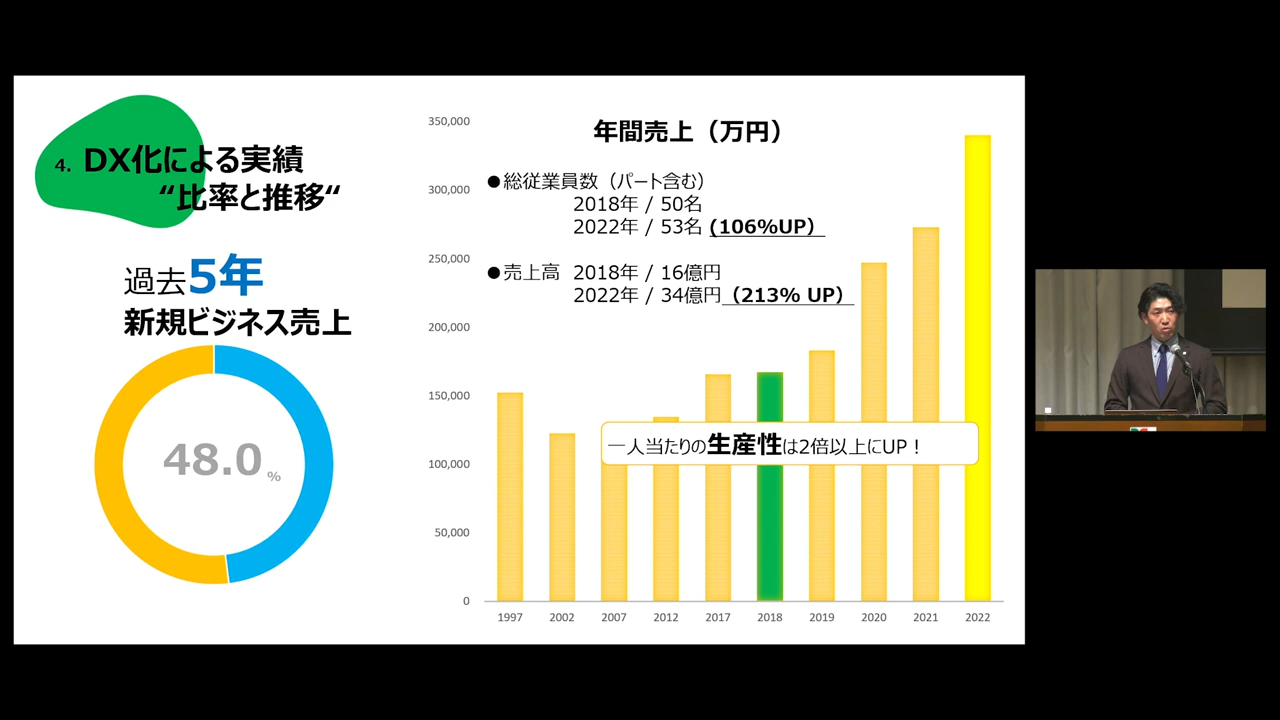 4. DX化による実績
“比率と推移“
過去5年
新規ビジネス売上
48.0 %
年間売上（万円）
●総従業員数（パート含む）
2018年 / 50名
2022年 / 53名 (106%UP）
●売上高 2018年 / 16億円
2022年 / 34億円（213% UP）
一人当たりの生産性は2倍以上にUP！
350,000
300,000
250,000
200,000
150,000
100,000
50,000
0
1997 2002 2007 2012 2017 2018 2019 2020 2021 2022